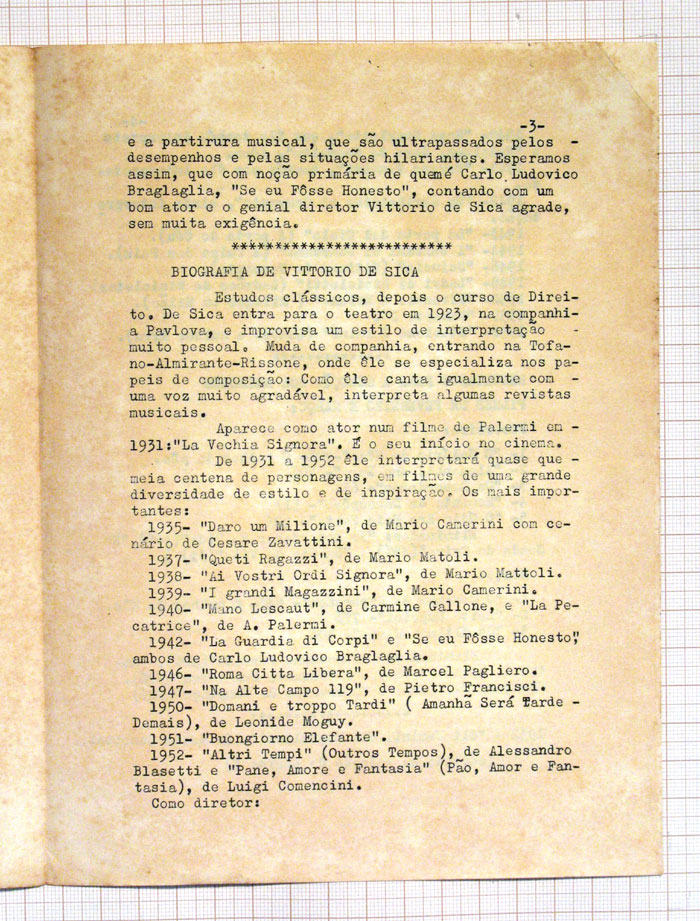 -3-
e a partirura musical, que são ultrapassados pelos -
desempenhos e pelas situações hilariantes. Esperamos
assim, que com noção primária de quemé Carlo Ludovico
Braglaglia, "Se eu Fôsse Honesto", contando com um
bom ator e o genial diretor Vittorio de Sica agrade,
sem muita exigência.
**************************
BIOGRAFIA DE VITTORIO DE SICA
Estudos clássicos, depois o curso de Direi-
to. De Sica entra para o teatro em 1923, na companhi-
a Pavlova, e improvisa um estilo de interpretação -
muito pessoal. Muda de companhia, entrando na Tofa-
no-Almirante-Rissone, onde êle se especializa nos pa-
peis de composição: Como êle canta igualmente com -
uma voz muito agradável, interpreta algumas revistas
musicais.
Aparece como ator num filme de Palermi em -
1931:"La Vechia Signora". É o seu início no cinema.
De 1931 a 1952 êle interpretará quase que -
meia centena de personagens, em filmes de uma grande
diversidade de estilo e de inspiração. Os mais impor-
tantes:
1935- "Daro um Milione", de Mario Camerini com ce-
nário de Cesare Zavattini.
1937- "Queti Ragazzi", de Mario Matoli.
1938- "Ai Vostri Ordi Signora", de Mario Mattoli.
1939- "I grandi Magazzini", de Mario Camerini.
1940- "Mano Lescaut", de Carmine Gallone, e "La Pe-
catrice", de A. Palermi.
1942- "La Guardia di Corpi" e "Se eu Fôsse Honesto",
ambos de Carlo Ludovico Braglaglia.
1946- "Roma Citta Libera", de Marcel Pagliero.
1947- "Na Alte Campo 119", de Pietro Francisci.
1950- "Domani e troppo Tardi" ( Amanhã Será Tarde -
Demais), de Leonide Moguy.
1951- "Buongiorno Elefante".
1952- "Altri Tempi" (Outros Tempos), de Alessandro
Blasetti e "Pane, Amore e Fantasia" (Pão, Amor e Fan-
tasia), de Luigi Comencini.
Como diretor: